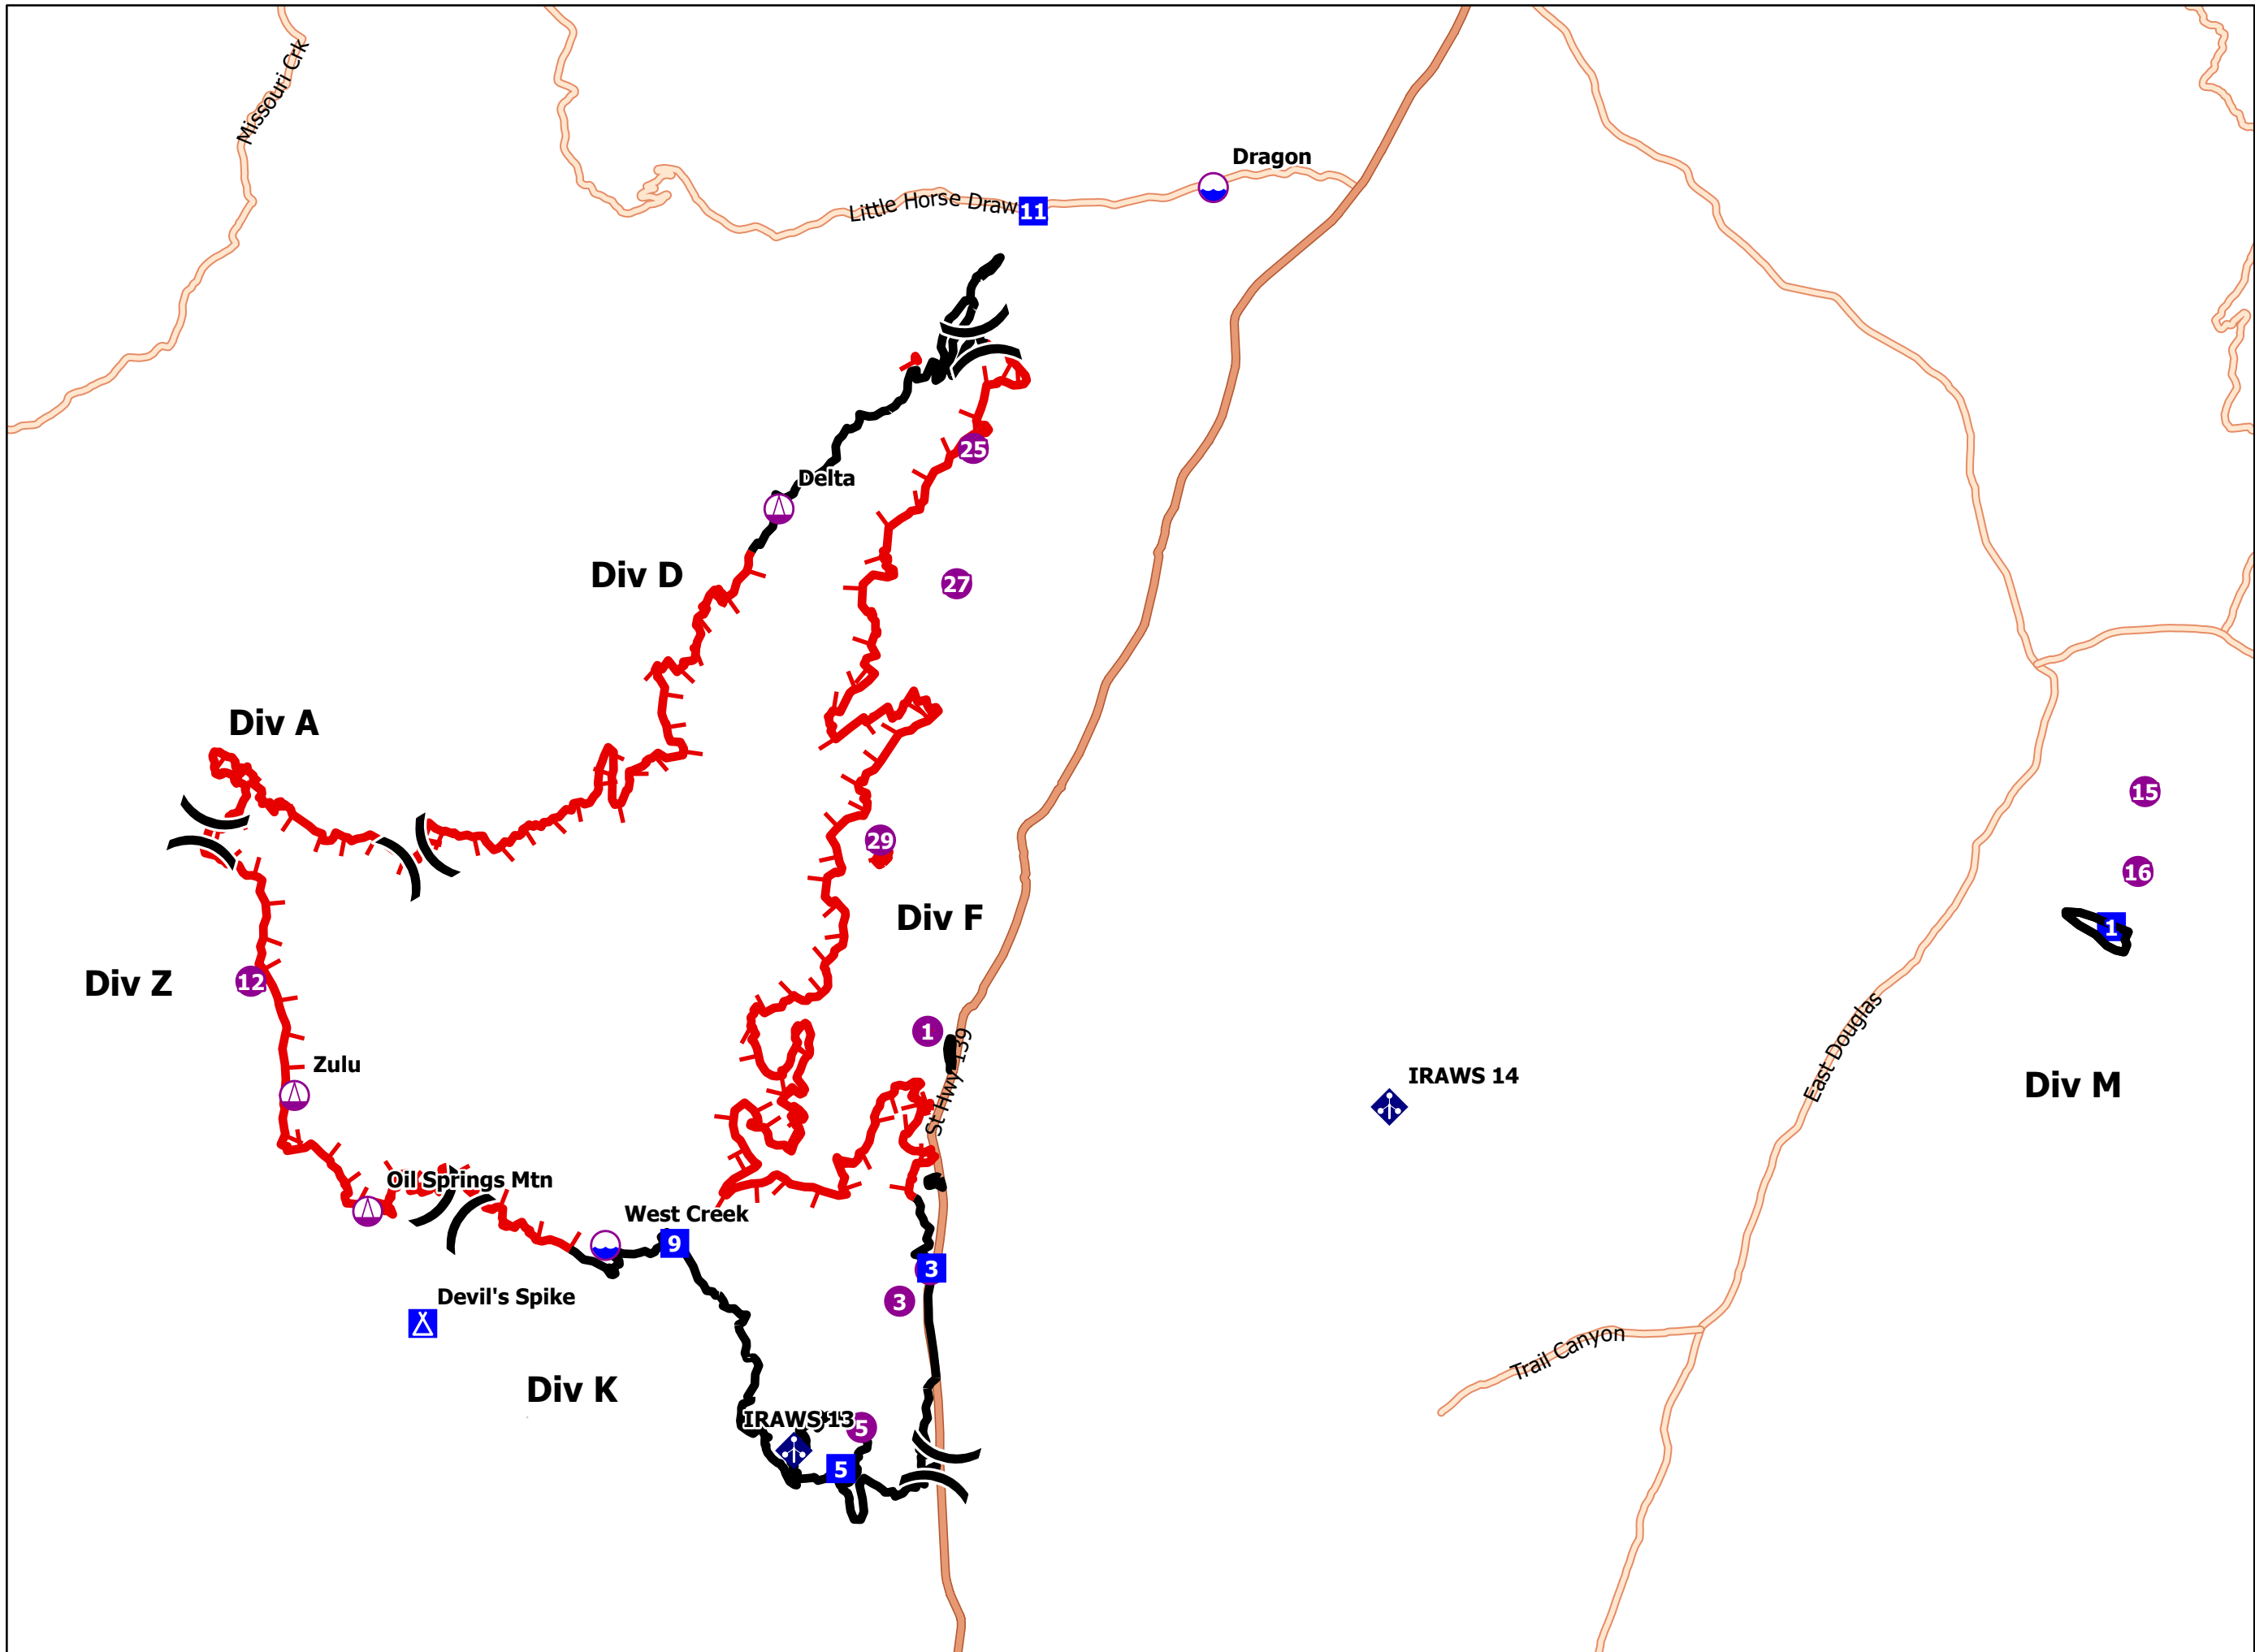 Missouri Crk
Dragon
Little Horse Draw
11
25
Delta
Div D
27
Div A
15
29
16
Div F
1
Div Z
12
1
St Hwy 139
East Douglas
Zulu
IRAWS 14
Div M
Oil Springs Mtn
West Creek
9
3
Devil's Spike
3
Trail Canyon
Div K
IRAWS 13
5
5